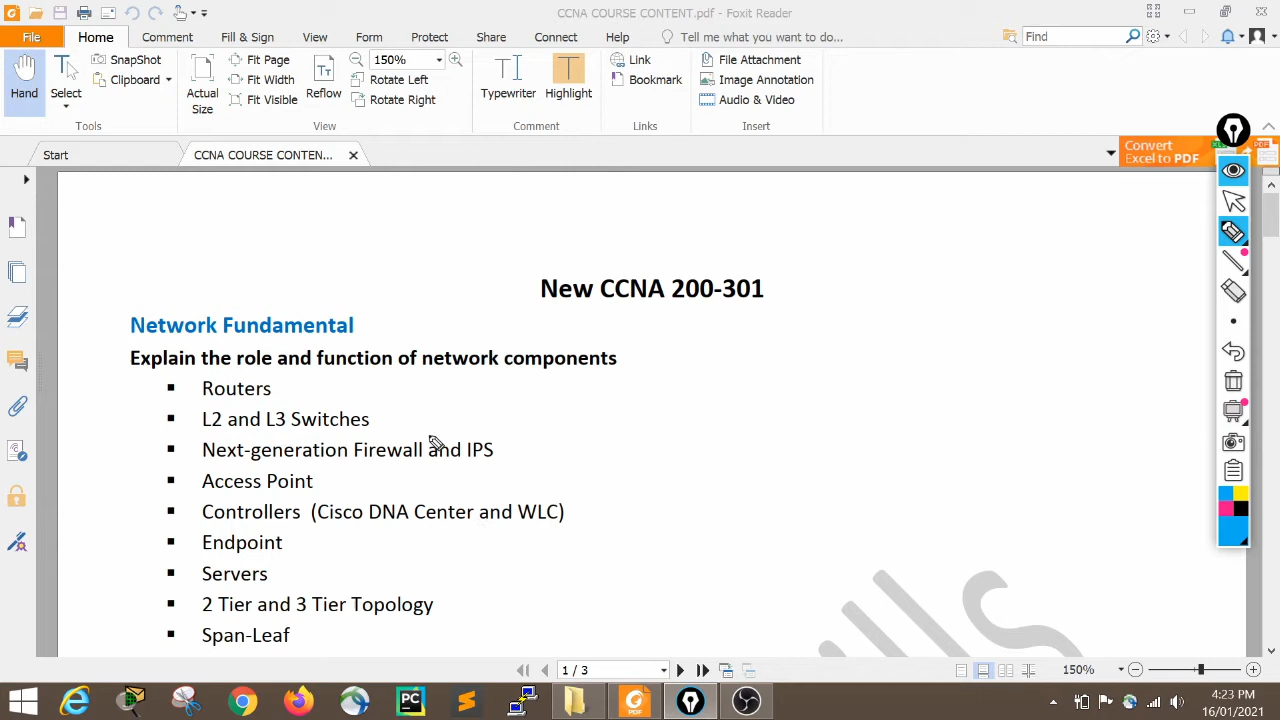 CCNA COURSE CONTENT.pdf - Foxit Reader
File Home Comment Fill & Sign View Form Protect Share Connect Help Tell me what you want to do... Find
Hand
Select
SnapShot
Clipboard
Tools
Actual Size
Fit Page
Fit Width
Fit Visible
Reflow
150%
Rotate Left
Rotate Right
View
Typewriter
Highlight
Comment
Link
Bookmark
Links
File Attachment
Image Annotation
Audio & Video
Insert
Start
CCNA COURSE CONTEN...
Convert
Excel to PDF
New CCNA 200-301
Network Fundamental
Explain the role and function of network components
Routers
L2 and L3 Switches
Next-generation Firewall and IPS
Access Point
Controllers (Cisco DNA Center and WLC)
Endpoint
Servers
2 Tier and 3 Tier Topology
Span-Leaf
1 / 3
150%
4:23 PM
16/01/2021